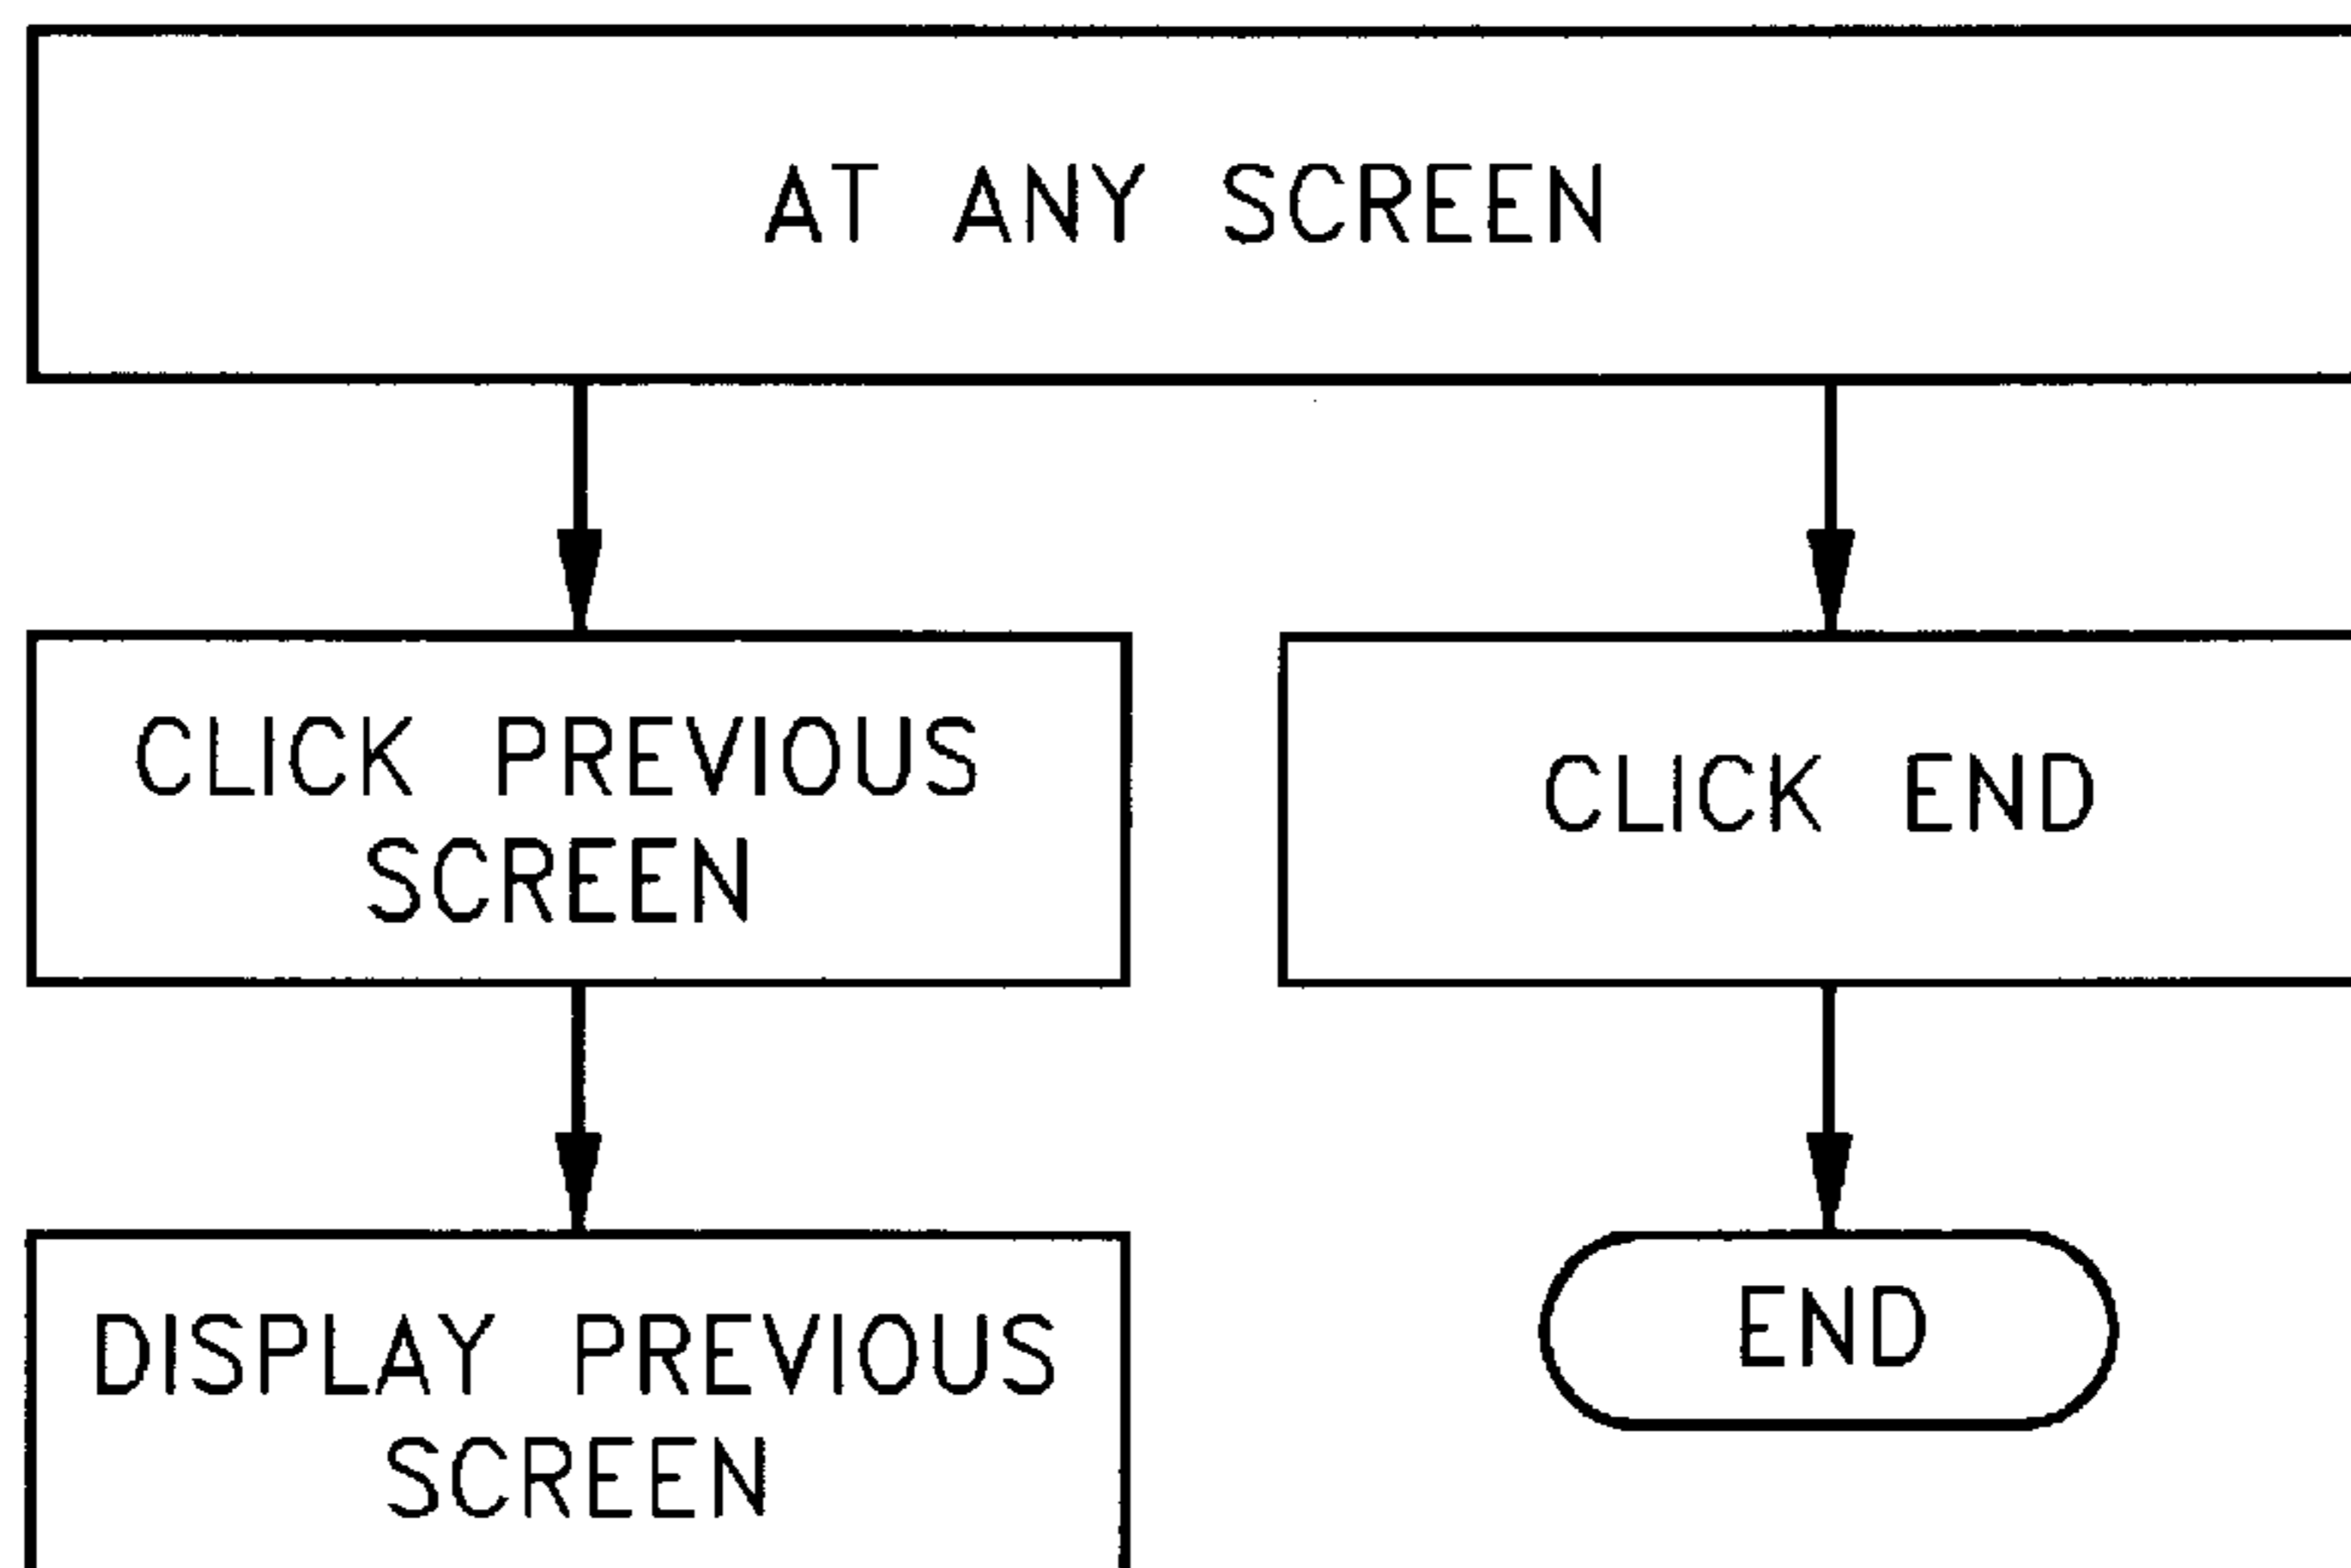 AT ANY SCREEN
CLICK PREVIOUS
SCREEN
CLICK END
DISPLAY PREVIOUS
SCREEN
END